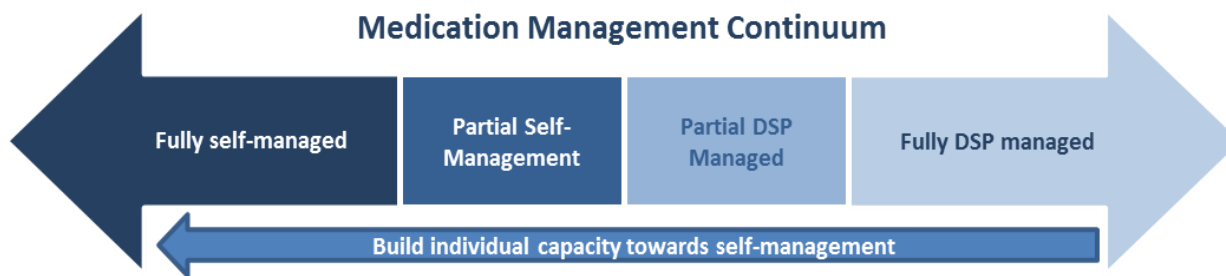 Medication Management Continuum
Fully self-managed
Partial Self-
Management
Partial DSP
Managed
Fully DSP managed
Build individual capacity towards self-management